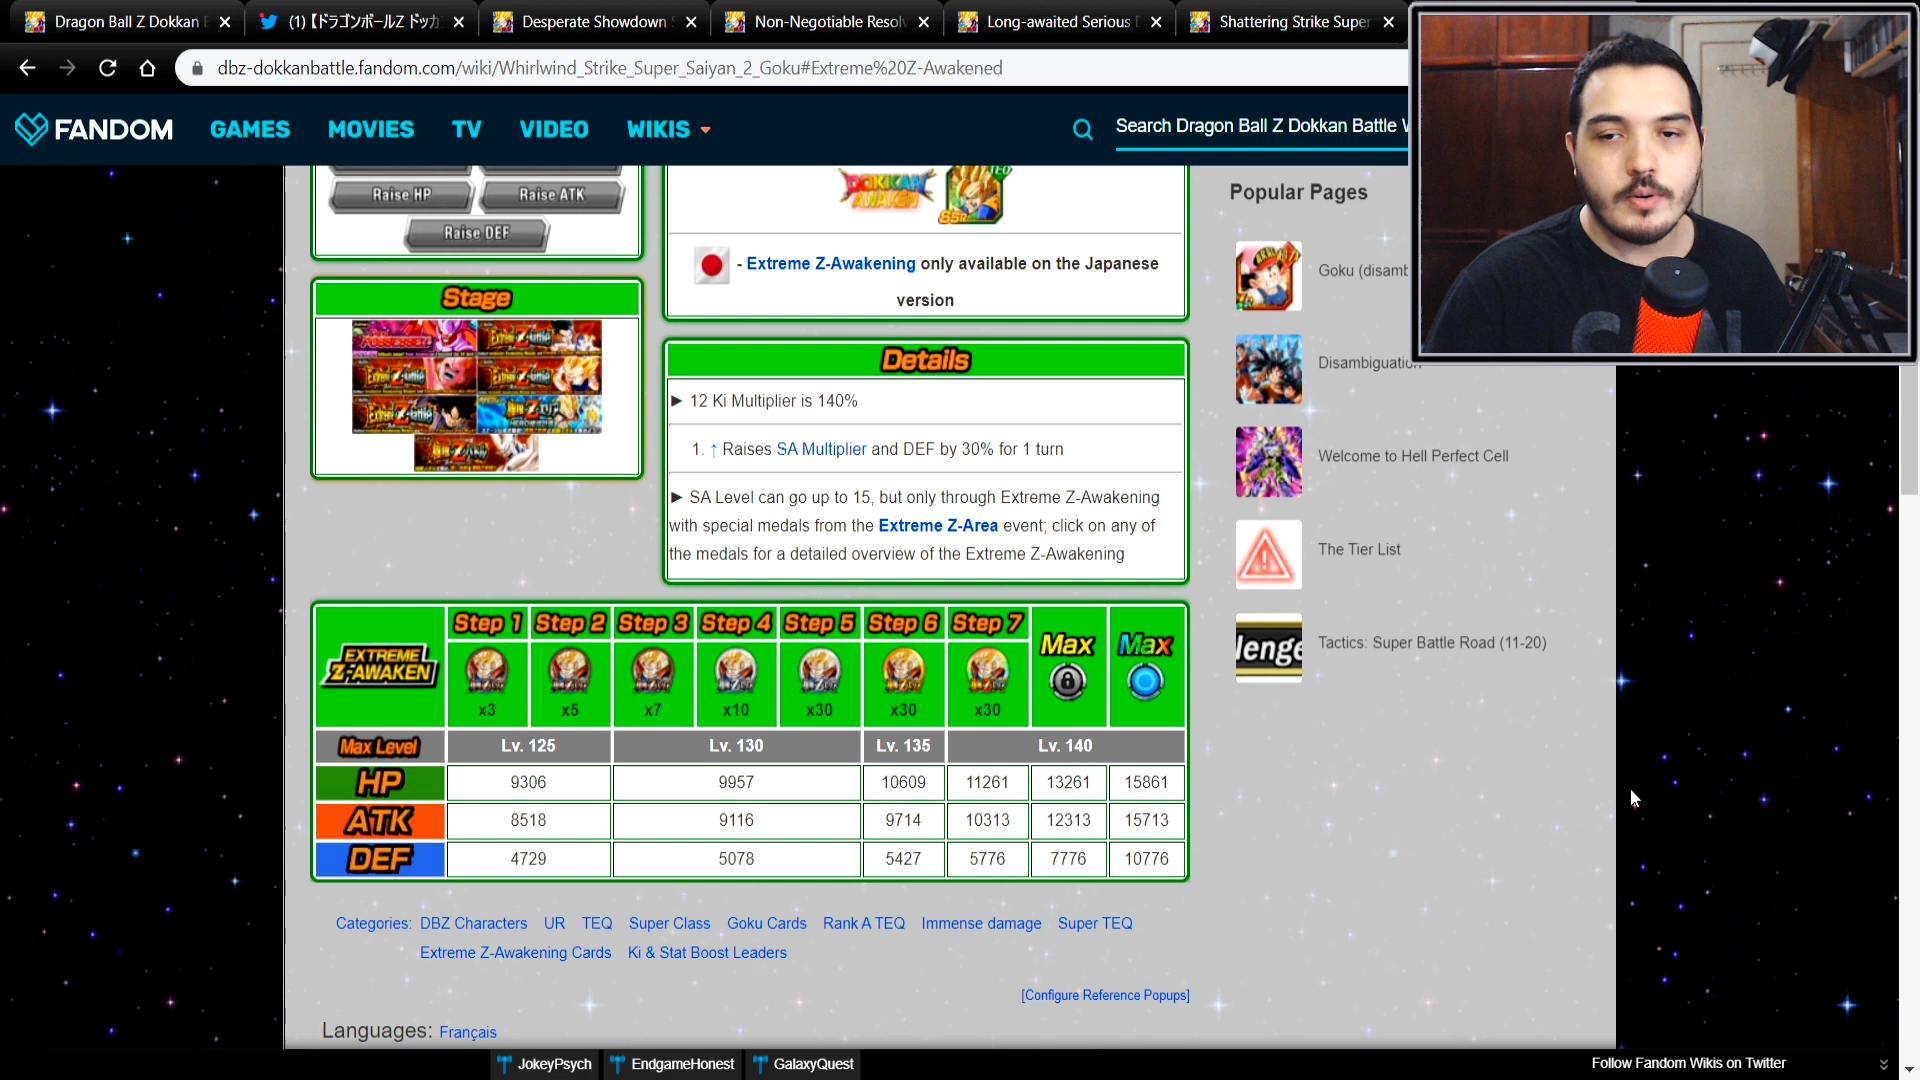 Dragon Ball Z Dokkan
(1)【ドラゴンボールZ ドッカ
Desperate Showdown
Non-Negotiable Resol
Long-awaited Serious
Shattering Strike Super
dbz-dokkanbattle.fandom.com/wiki/Whirlwind_Strike_Super_Saiyan_2_Goku#Extreme%20Z-Awakened
FANDOM
GAMES
MOVIES
TV
VIDEO
WIKIS
Search Dragon Ball Z Dokkan Battle W
Raise HP
Raise ATK
Raise DEF
DOKKAN
AWAKEN
TEQ
SSR
- Extreme Z-Awakening only available on the Japanese
version
Stage
Details
► 12 Ki Multiplier is 140%
1. ↑ Raises SA Multiplier and DEF by 30% for 1 turn
► SA Level can go up to 15, but only through Extreme Z-Awakening
with special medals from the Extreme Z-Area event; click on any of
the medals for a detailed overview of the Extreme Z-Awakening
EXTREME
Z-AWAKEN
Step 1 Step 2 Step 3 Step 4 Step 5 Step 6 Step 7 Max Max
x3 x5 x7 x10 x30 x30 x30
Max Level Lv. 125 Lv. 130 Lv. 135 Lv. 140
HP 9306 9957 10609 11261 13261 15861
ATK 8518 9116 9714 10313 12313 15713
DEF 4729 5078 5427 5776 7776 10776
Categories: DBZ Characters UR TEQ Super Class Goku Cards Rank A TEQ Immense damage Super TEQ
Extreme Z-Awakening Cards Ki & Stat Boost Leaders
[Configure Reference Popups]
Languages: Français
Popular Pages
Goku (disamb
Disambiguation
Welcome to Hell Perfect Cell
The Tier List
Tactics: Super Battle Road (11-20)
JokeyPsych
EndgameHonest
GalaxyQuest
Follow Fandom Wikis on Twitter